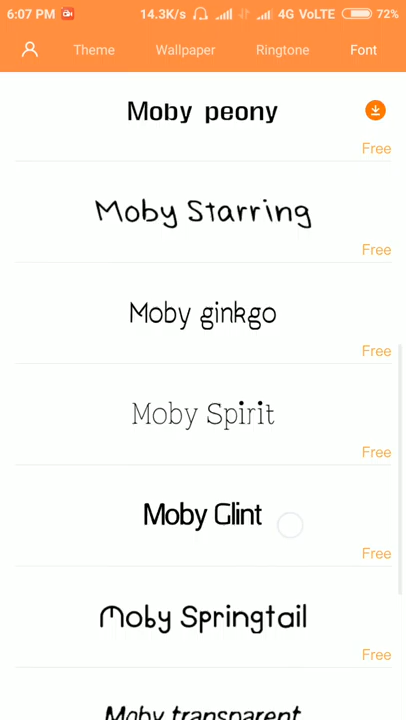 6:07 PM 14.3K/s 4G VoLTE 72%
Theme Wallpaper Ringtone Font
Moby peony
Free
Moby Starring
Free
Moby ginkgo
Free
Moby Spirit
Free
Moby Glint
Free
Moby Springtail
Free
Moby transparent